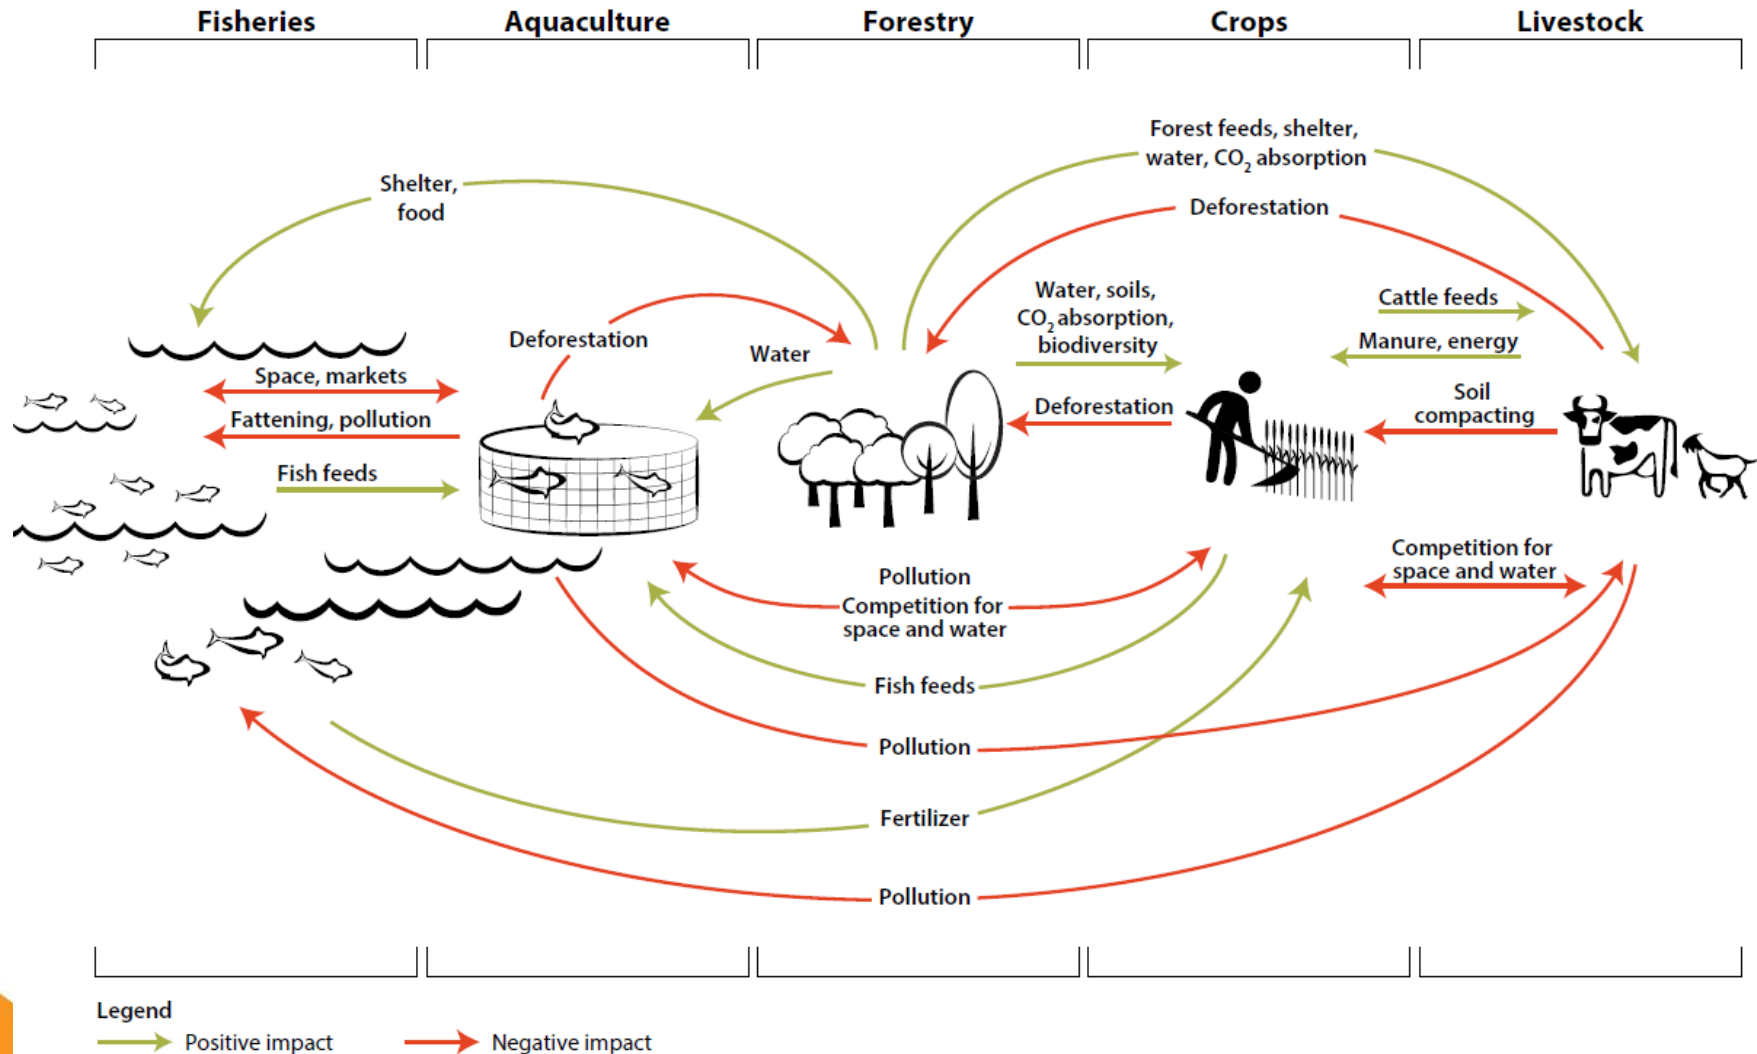 Fisheries
Aquaculture
Forestry
Crops
Livestock
Forest feeds, shelter,
water, CO₂ absorption
Shelter,
food
Deforestation
Water, soils,
CO₂ absorption,
biodiversity
Cattle feeds
Deforestation
Water
Manure, energy
Space, markets
Fattening, pollution
Deforestation
Soil
compacting
Fish feeds
Pollution
Competition for
space and water
Competition for
space and water
Fish feeds
Pollution
Fertilizer
Pollution
Legend
Positive impact
Negative impact